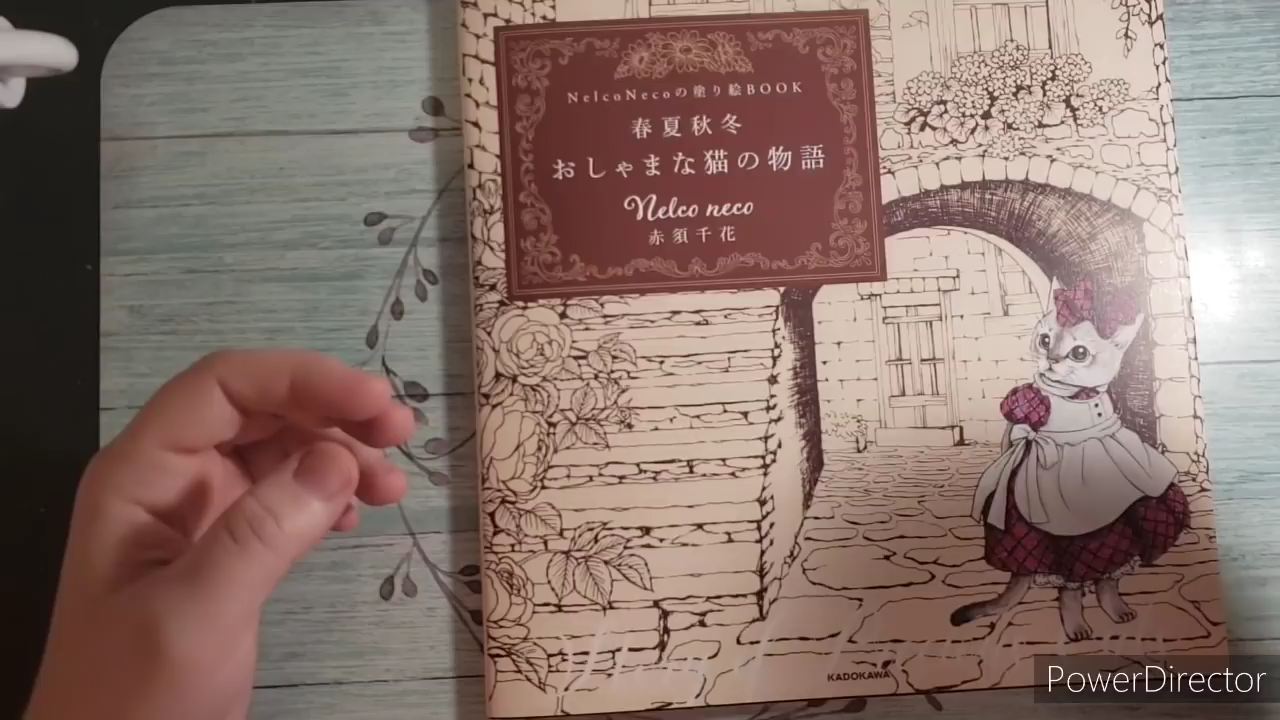 NelcoNecoの塗り絵BOOK
春夏秋冬
おしゃまな猫の物語
Nelco neco
赤須千花
KADOKAWA
PowerDirector